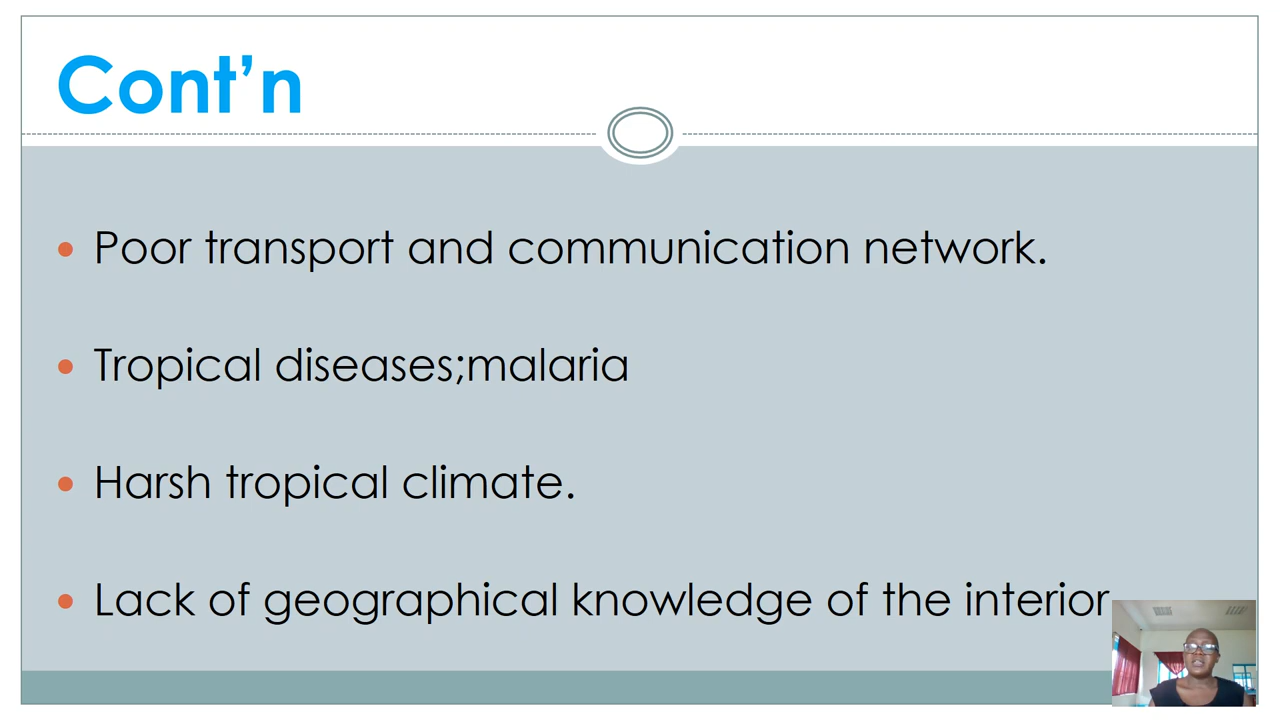 Cont’n
Poor transport and communication network.
Tropical diseases;malaria
Harsh tropical climate.
Lack of geographical knowledge of the interior